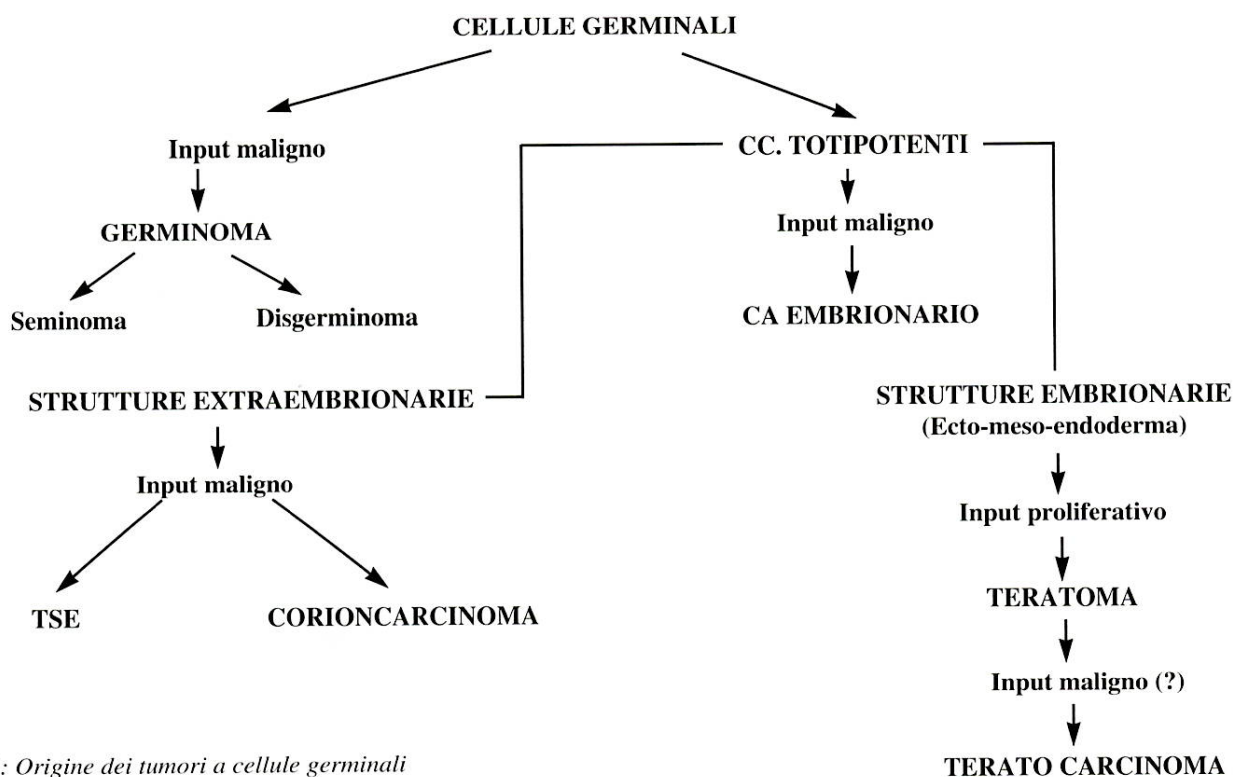 CELLULE GERMINALI
Input maligno
CC. TOTIPOTENTI
GERMINOMA
Input maligno
Seminoma
Disgerminoma
CA EMBRIONARIO
STRUTTURE EXTRAEMBRIONARIE
STRUTTURE EMBRIONARIE
(Ecto-meso-endoderma)
Input maligno
Input proliferativo
TSE
CORIONCARCINOMA
TERATOMA
Input maligno (?)
TERATO CARCINOMA
: Origine dei tumori a cellule germinali